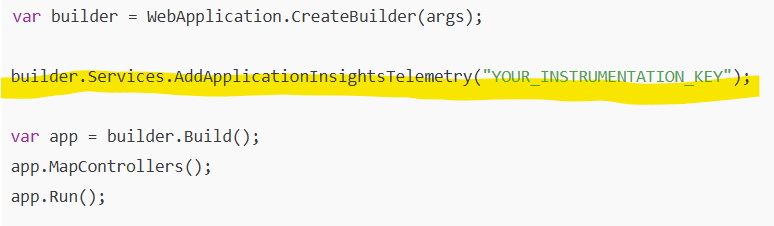 var builder = WebApplication.CreateBuilder(args);
builder.Services.AddApplicationInsightsTelemetry("YOUR_INSTRUMENTATION_KEY");
var app = builder.Build();
app.MapControllers();
app.Run();